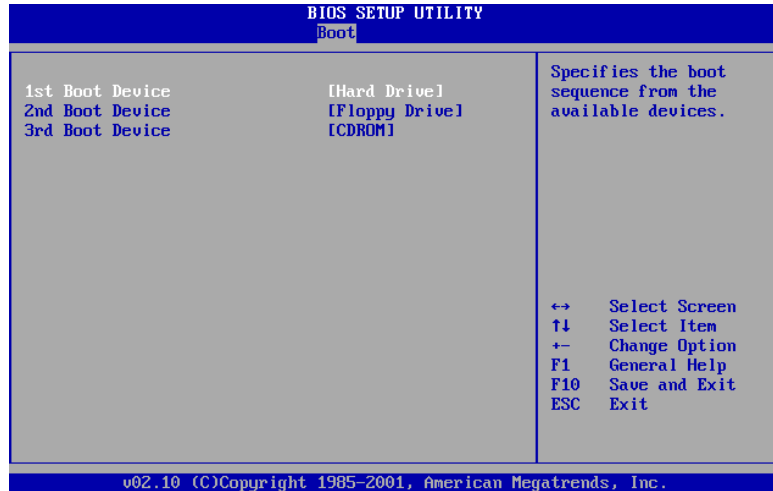 BIOS SETUP UTILITY
Boot
1st Boot Device [Hard Drive]
2nd Boot Device [Floppy Drive]
3rd Boot Device [CDROM]
Specifies the boot
sequence from the
available devices.
↔ Select Screen
↑↓ Select Item
+- Change Option
F1 General Help
F10 Save and Exit
ESC Exit
v02.10 (C)Copyright 1985-2001, American Megatrends, Inc.